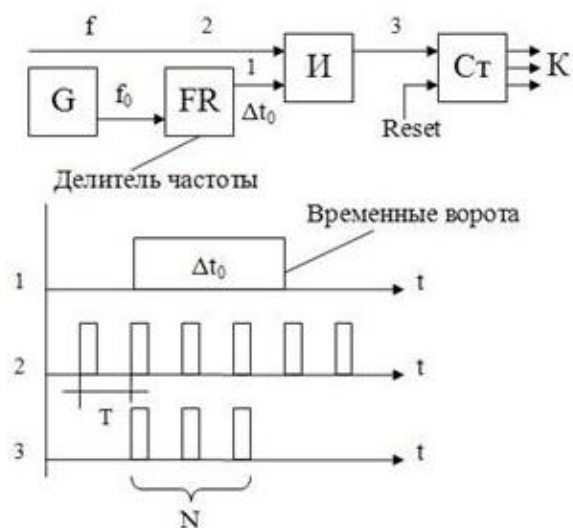 f 2 3
G f₀ FR 1 Δt₀ И Ст К
Reset
Делитель частоты
Временные ворота
1 Δt₀ t
2 t
T
3 t
N